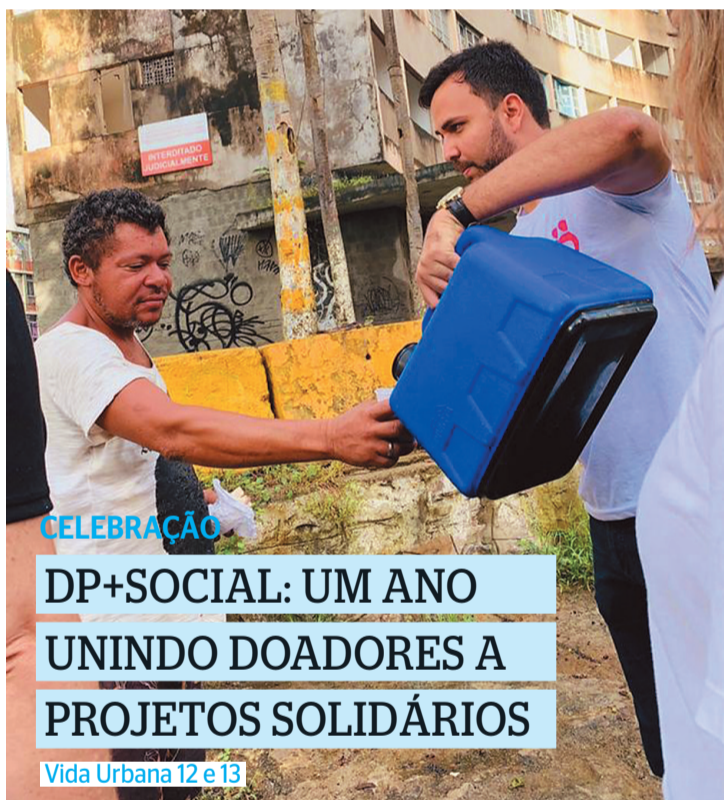 INTERDITADO
JUDICIALMENTE
CELEBRAÇÃO
DP+SOCIAL: UM ANO
UNINDO DOADORES A
PROJETOS SOLIDÁRIOS
Vida Urbana 12 e 13